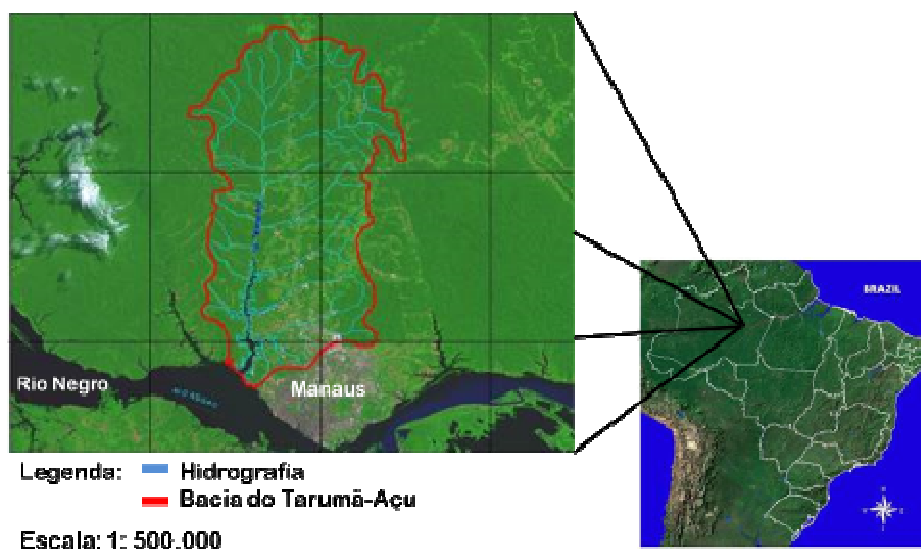 BRAZIL
Rio Negro
Manaus
Legenda:
Hidrografia
Bacia do Tarumã-Açu
Escala: 1: 500.000